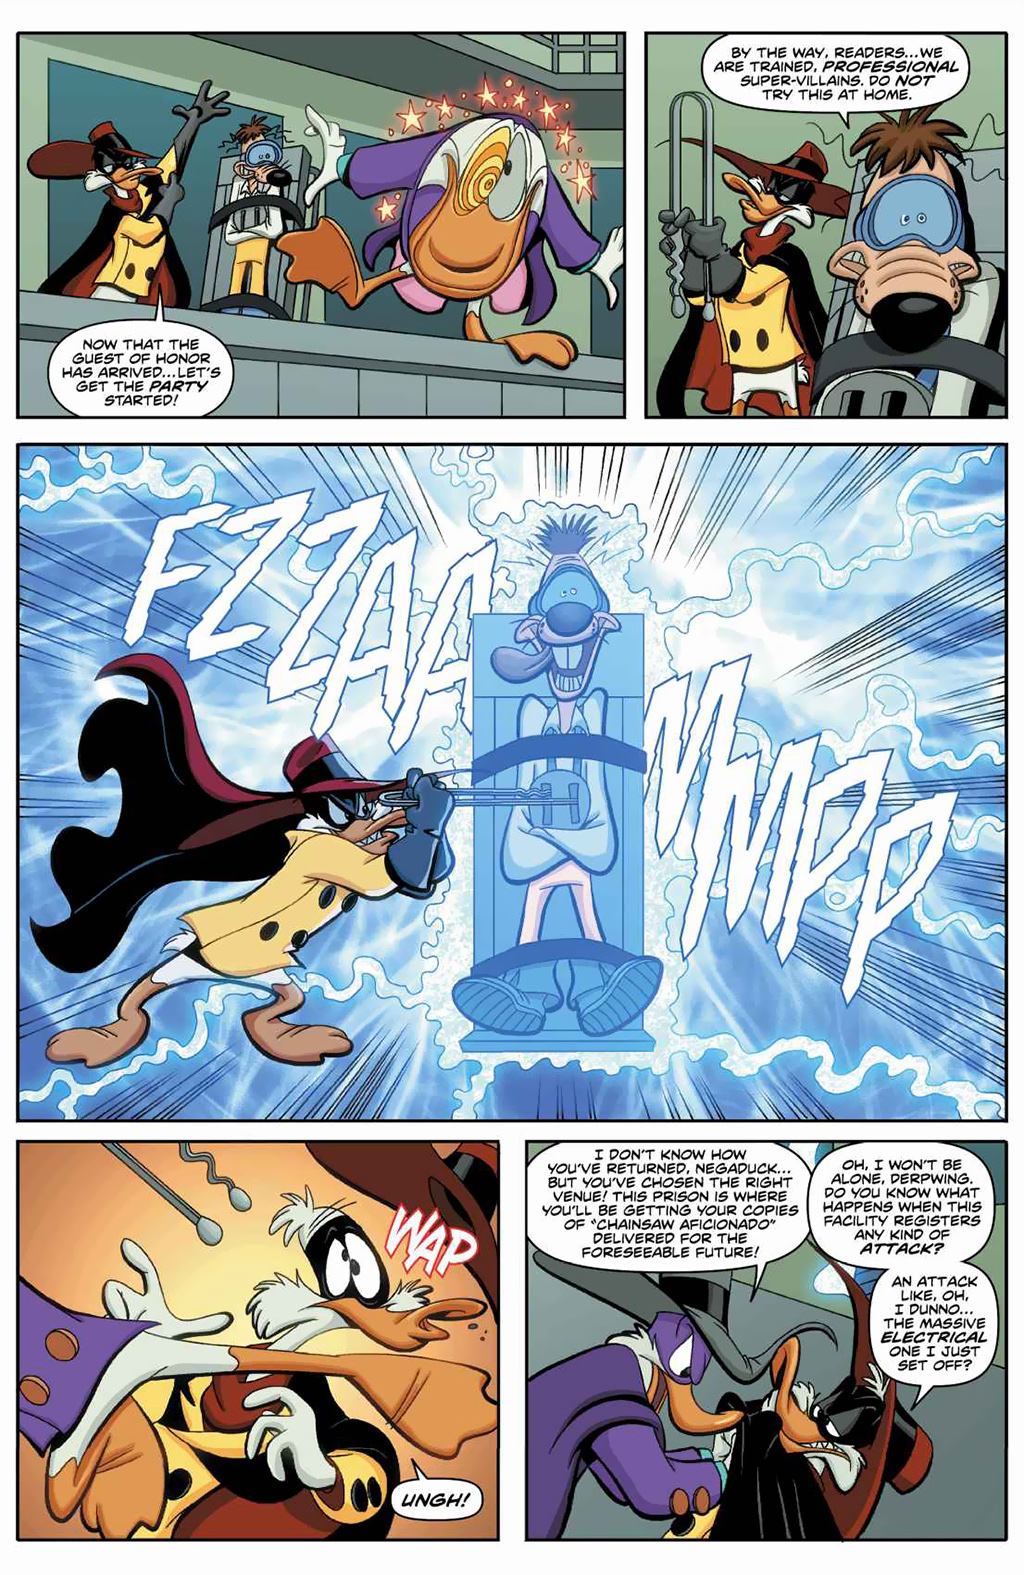 NOW THAT THE
GUEST OF HONOR
HAS ARRIVED...LET'S
GET THE PARTY
STARTED!
BY THE WAY, READERS...WE
ARE TRAINED, PROFESSIONAL
SUPER-VILLAINS. DO NOT
TRY THIS AT HOME.
FZZZAAA
MMMPPP
WAP
UNGH!
I DON'T KNOW HOW
YOU'VE RETURNED, NEGADUCK...
BUT YOU'VE CHOSEN THE RIGHT
VENUE! THIS PRISON IS WHERE
YOU'LL BE GETTING YOUR COPIES
OF "CHAINSAW AFICIONADO"
DELIVERED FOR THE
FORESEEABLE FUTURE!
OH, I WON'T BE
ALONE, DERPWING.
DO YOU KNOW WHAT
HAPPENS WHEN THIS
FACILITY REGISTERS
ANY KIND OF
ATTACK?
AN ATTACK
LIKE, OH,
I DUNNO...
THE MASSIVE
ELECTRICAL
ONE I JUST
SET OFF?